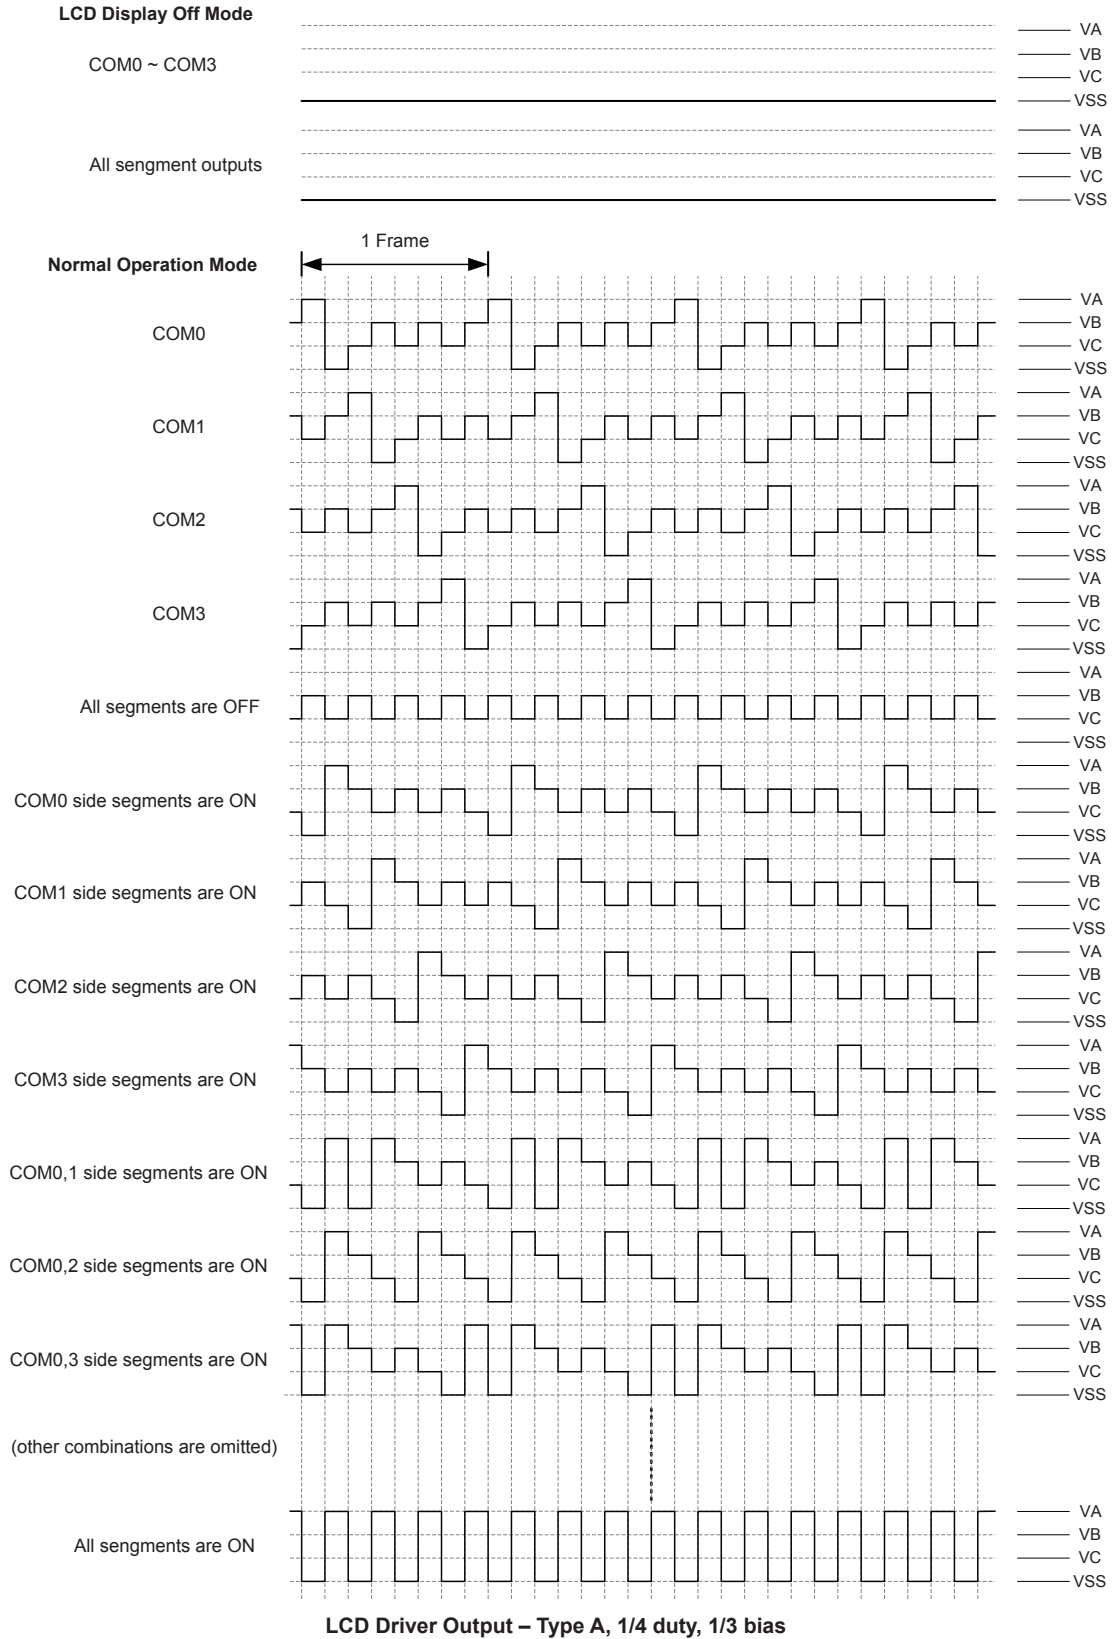 LCD Display Off Mode
VA
VB
COM0 ~ COM3
VC
VSS
VA
VB
All sengment outputs
VC
VSS
1 Frame
Normal Operation Mode
VA
VB
COM0
VC
VSS
VA
VB
COM1
VC
VSS
VA
VB
COM2
VC
VSS
VA
VB
COM3
VC
VSS
VA
VB
All segments are OFF
VC
VSS
VA
VB
COM0 side segments are ON
VC
VSS
VA
VB
COM1 side segments are ON
VC
VSS
VA
VB
COM2 side segments are ON
VC
VSS
VA
VB
COM3 side segments are ON
VC
VSS
VA
VB
COM0,1 side segments are ON
VC
VSS
VA
VB
COM0,2 side segments are ON
VC
VSS
VA
VB
COM0,3 side segments are ON
VC
VSS
(other combinations are omitted)
VA
VB
All sengments are ON
VC
VSS
LCD Driver Output – Type A, 1/4 duty, 1/3 bias